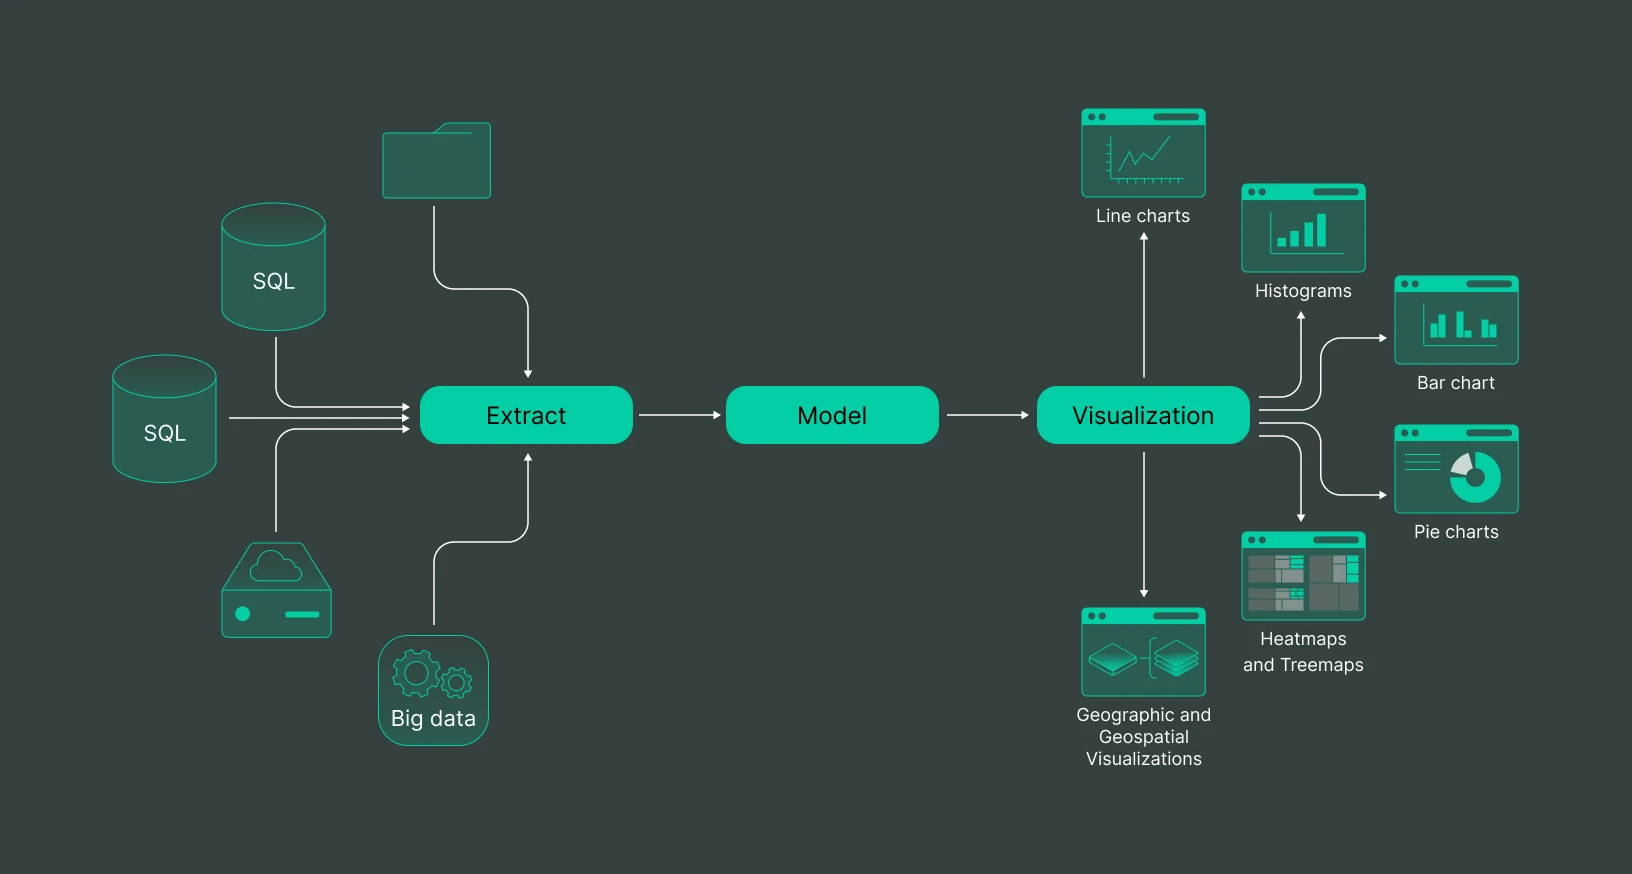 SQL
SQL
Big data
Extract
Model
Visualization
Line charts
Histograms
Bar chart
Pie charts
Heatmaps
and Treemaps
Geographic and
Geospatial
Visualizations